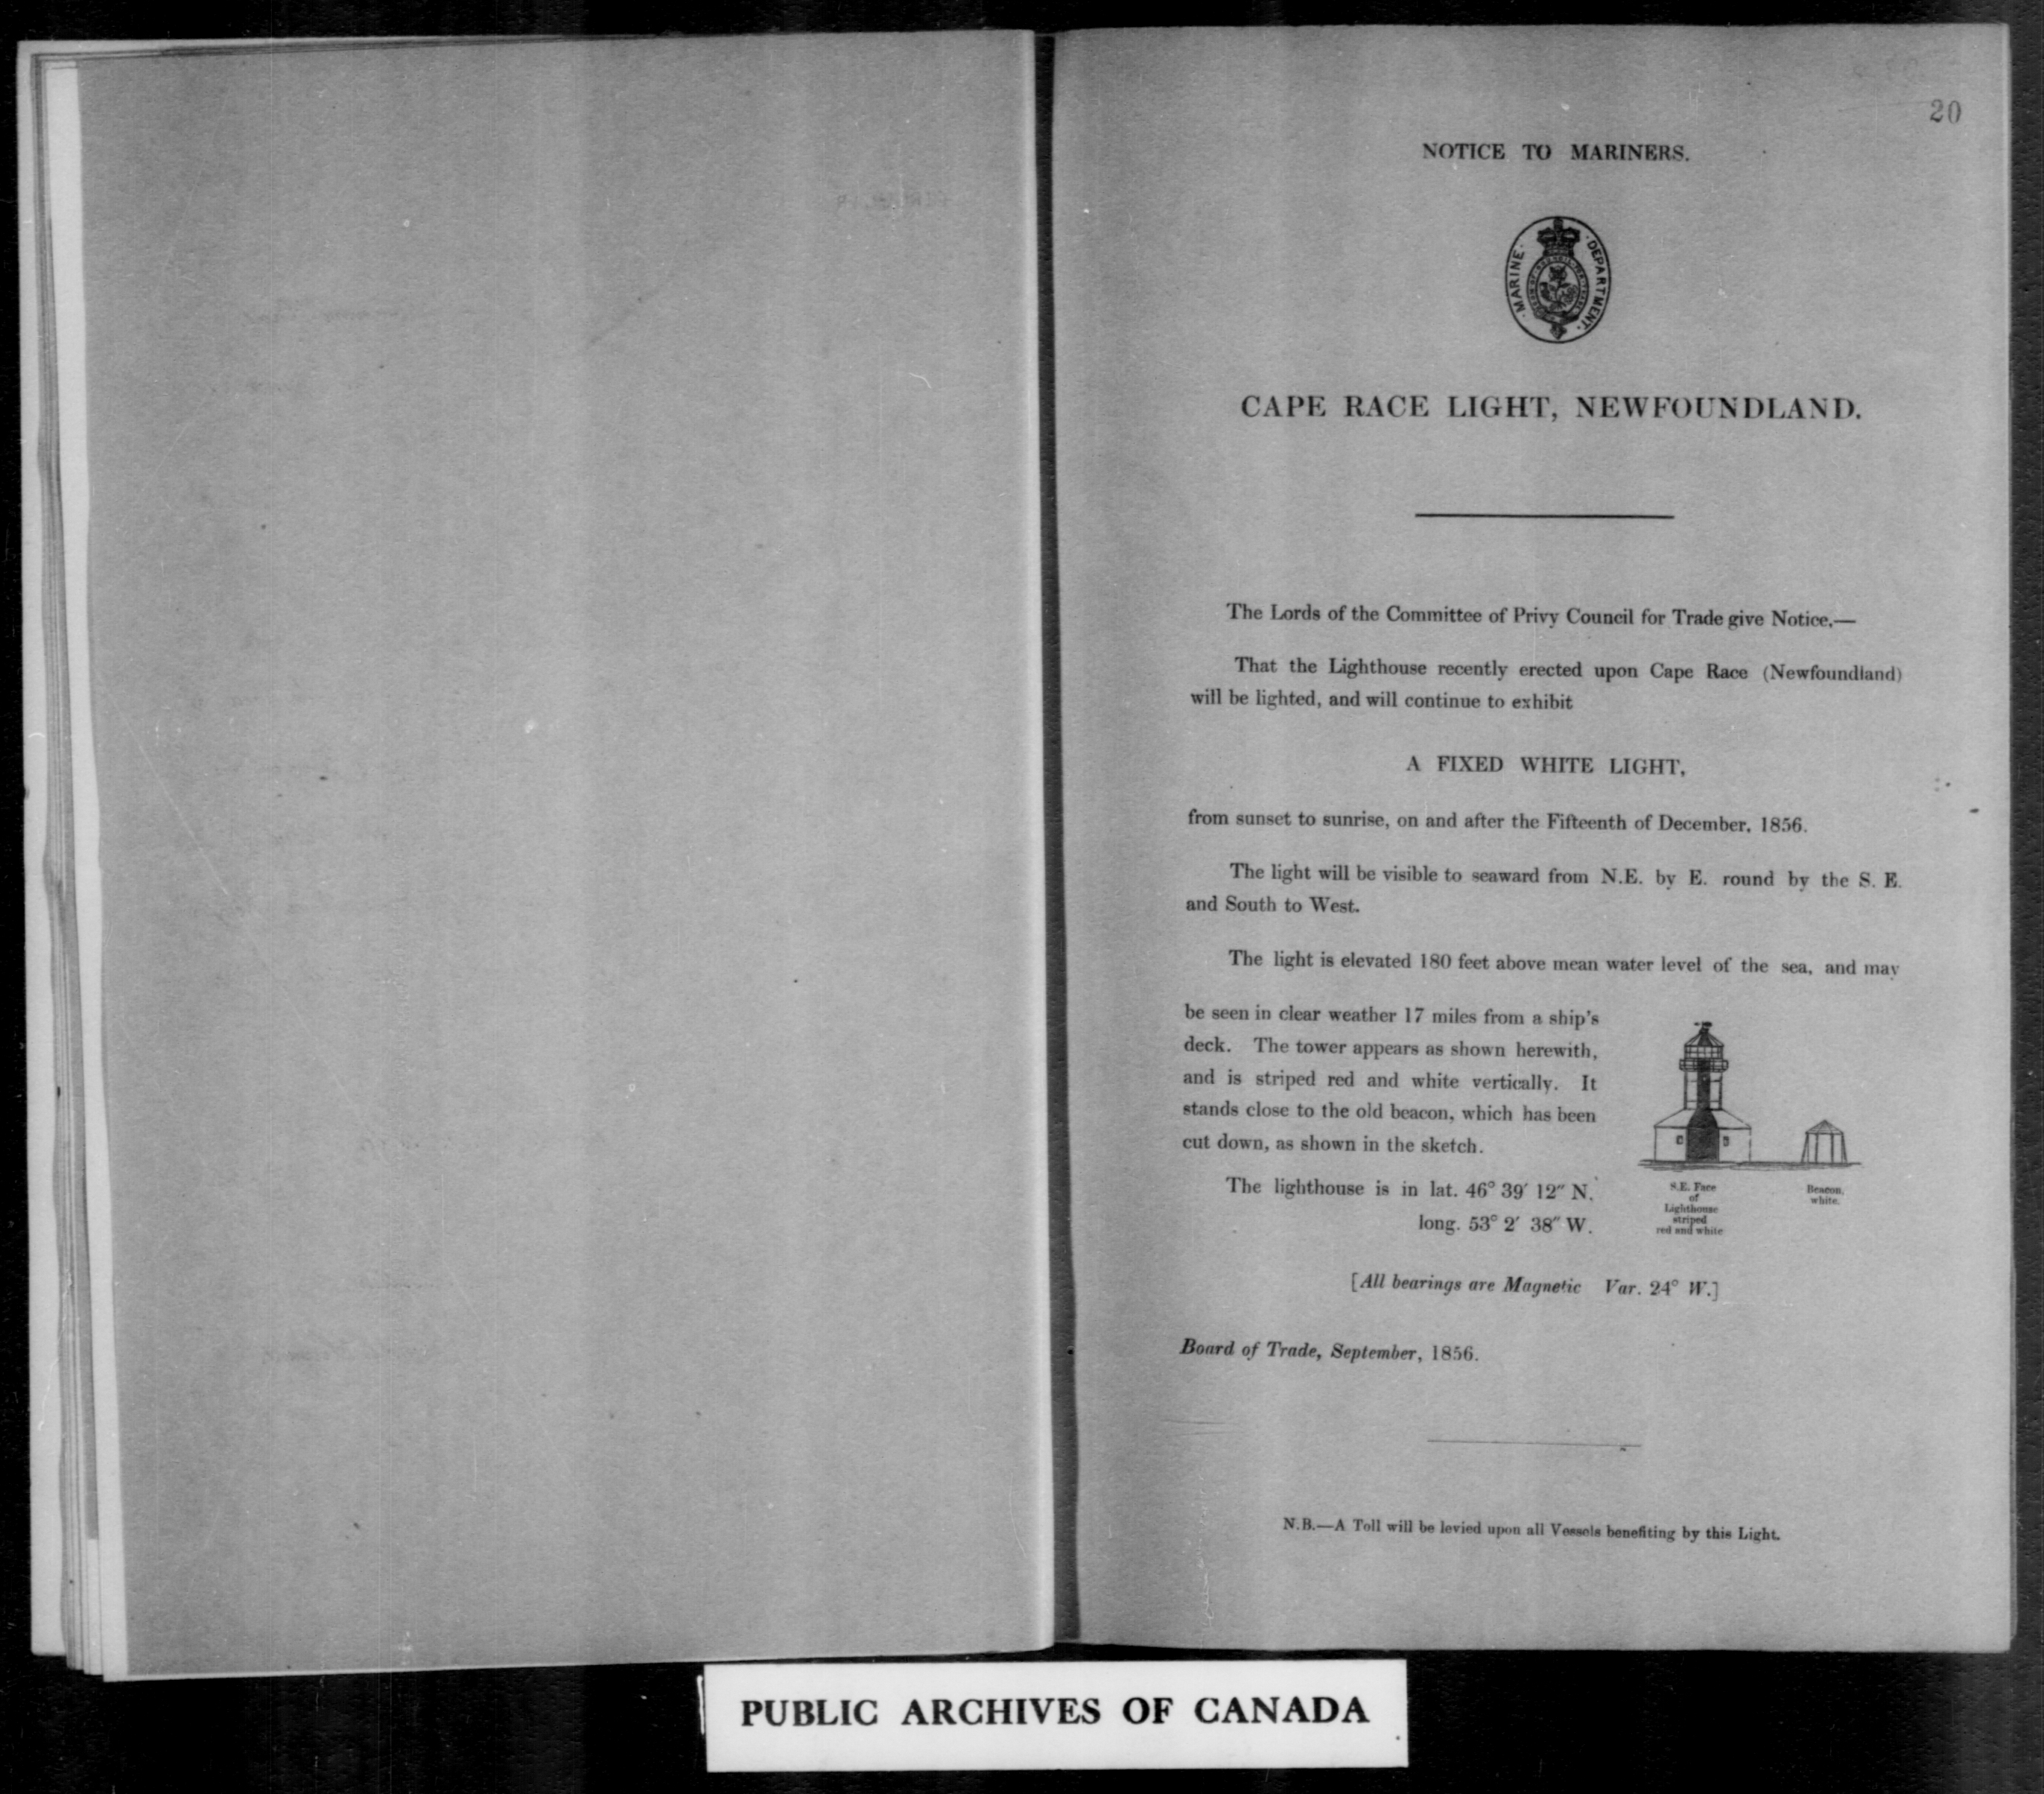 20
NOTICE TO MARINERS.
· MARINE · DEPARTMENT ·
CAPE RACE LIGHT, NEWFOUNDLAND.
The Lords of the Committee of Privy Council for Trade give Notice,—
That the Lighthouse recently erected upon Cape Race (Newfoundland)
will be lighted, and will continue to exhibit
A FIXED WHITE LIGHT,
from sunset to sunrise, on and after the Fifteenth of December, 1856.
The light will be visible to seaward from N.E. by E. round by the S. E.
and South to West.
The light is elevated 180 feet above mean water level of the sea, and may
be seen in clear weather 17 miles from a ship's
deck. The tower appears as shown herewith,
and is striped red and white vertically. It
stands close to the old beacon, which has been
cut down, as shown in the sketch.
The lighthouse is in lat. 46° 39′ 12″ N.
long. 53° 2′ 38″ W.
S.E. Face
of
Lighthouse
striped
red and white
Beacon,
white.
[All bearings are Magnetic Var. 24° W.]
Board of Trade, September, 1856.
N.B.—A Toll will be levied upon all Vessels benefiting by this Light.
PUBLIC ARCHIVES OF CANADA